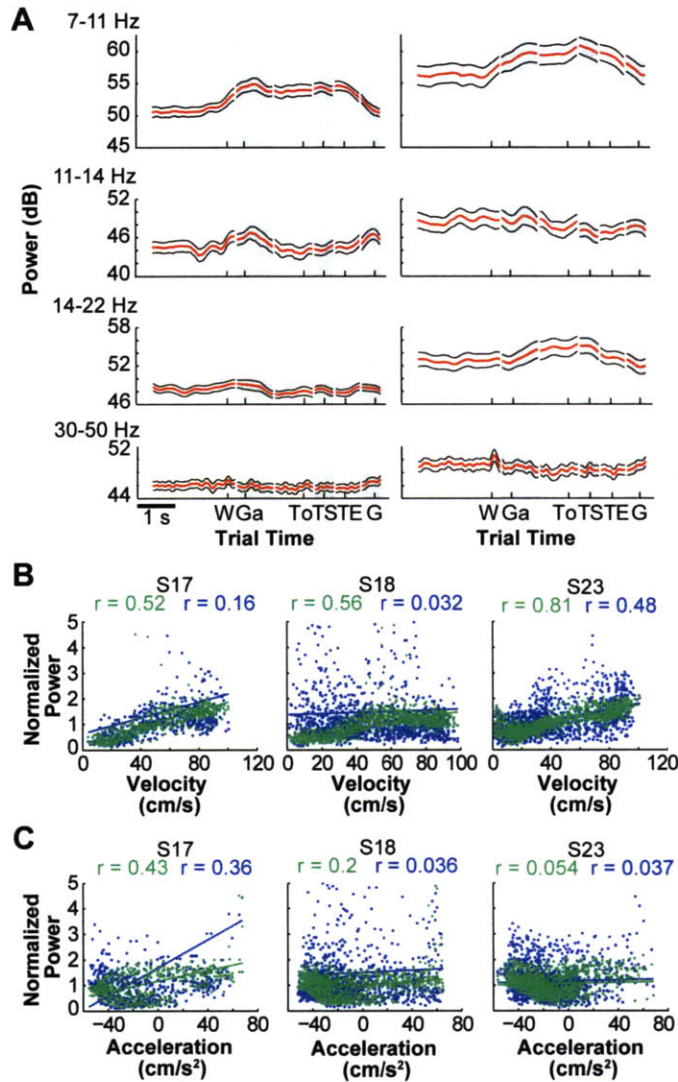 A
7-11 Hz
60
55
50
45
11-14 Hz
52
46
40
14-22 Hz
58
52
46
30-50 Hz
52
44
Power (dB)
1 s
W Ga To TS TE G
W Ga To TS TE G
Trial Time
Trial Time
B
S17 S18 S23
r = 0.52 r = 0.16 r = 0.56 r = 0.032 r = 0.81 r = 0.48
5
4
3
2
1
0
Normalized
Power
0 40 80 120 0 20 40 60 80 100 0 40 80 120
Velocity Velocity Velocity
(cm/s) (cm/s) (cm/s)
C
S17 S18 S23
r = 0.43 r = 0.36 r = 0.2 r = 0.036 r = 0.054 r = 0.037
5
4
3
2
1
0
Normalized
Power
-40 0 40 80 -40 0 40 80 -40 0 40 80
Acceleration Acceleration Acceleration
(cm/s²) (cm/s²) (cm/s²)